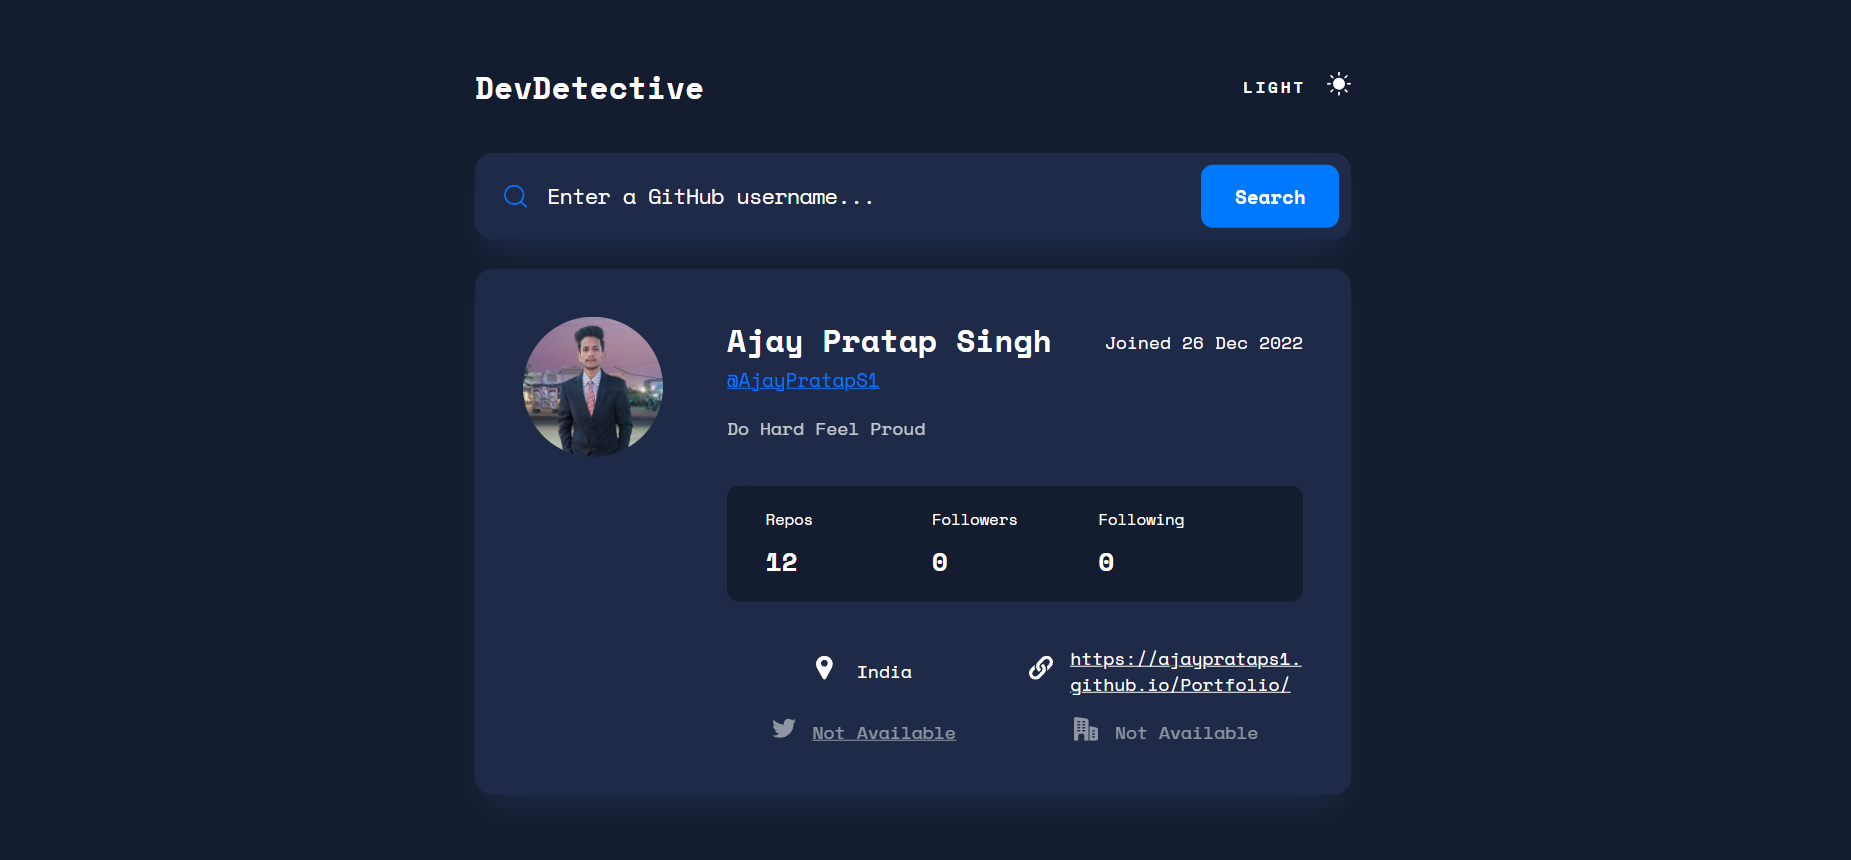 DevDetective
LIGHT
Enter a GitHub username...
Search
Ajay Pratap Singh
Joined 26 Dec 2022
@AjayPratapS1
Do Hard Feel Proud
Repos Followers Following
12 0 0
India
https://ajayprataps1.
github.io/Portfolio/
Not Available
Not Available